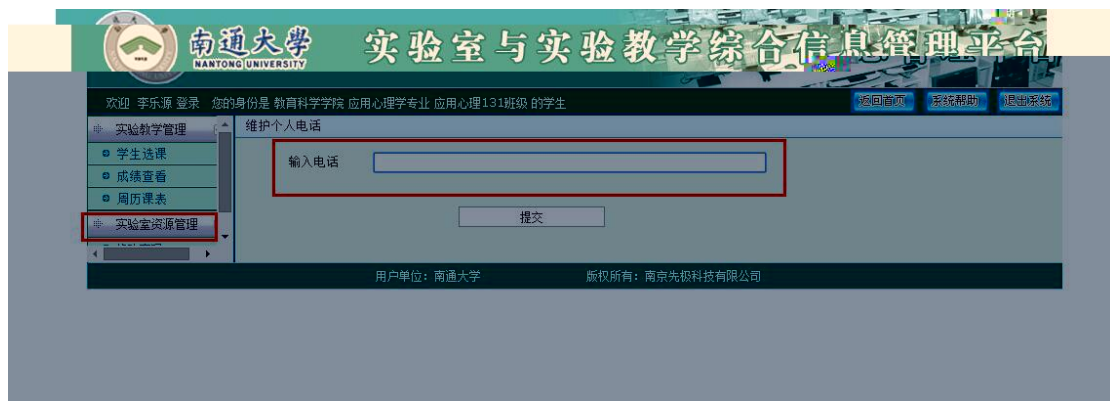 南通大学
NANTONG UNIVERSITY
实验室与实验教学综合信息管理平台
欢迎 李乐源 登录 您的身份是 教育科学学院 应用心理学专业 应用心理131班级 的学生
返回首页 系统帮助 退出系统
实验教学管理
维护个人电话
学生选课
输入电话
成绩查看
周历课表
实验室资源管理
提交
用户单位：南通大学 版权所有：南京先极科技有限公司